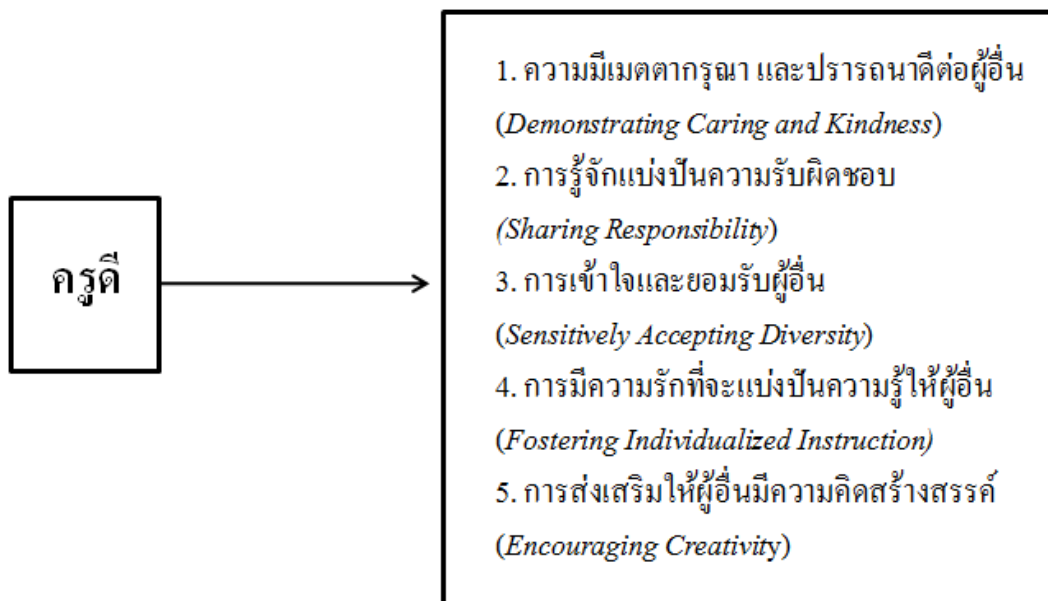 ครูดี
1. ความมีเมตตากรุณา และปรารถนาดีต่อผู้อื่น
(Demonstrating Caring and Kindness)
2. การรู้จักแบ่งปันความรับผิดชอบ
(Sharing Responsibility)
3. การเข้าใจและยอมรับผู้อื่น
(Sensitively Accepting Diversity)
4. การมีความรักที่จะแบ่งปันความรู้ให้ผู้อื่น
(Fostering Individualized Instruction)
5. การส่งเสริมให้ผู้อื่นมีความคิดสร้างสรรค์
(Encouraging Creativity)